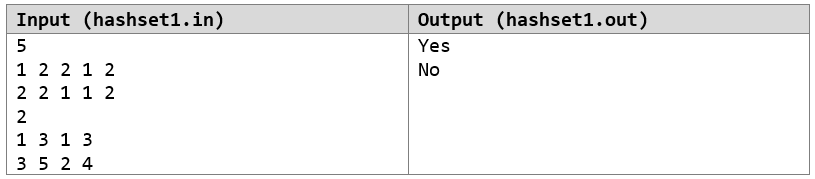 Input (hashset1.in) Output (hashset1.out)
5 Yes
1 2 2 1 2 No
2 2 1 1 2
2
1 3 1 3
3 5 2 4